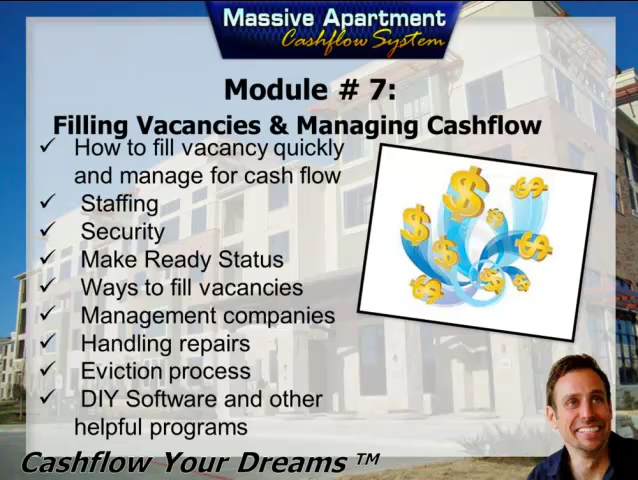 Massive Apartment
Cashflow System
Module # 7:
Filling Vacancies & Managing Cashflow
✓ How to fill vacancy quickly
and manage for cash flow
✓ Staffing
✓ Security
✓ Make Ready Status
✓ Ways to fill vacancies
✓ Management companies
✓ Handling repairs
✓ Eviction process
✓ DIY Software and other
helpful programs
Cashflow Your Dreams ™